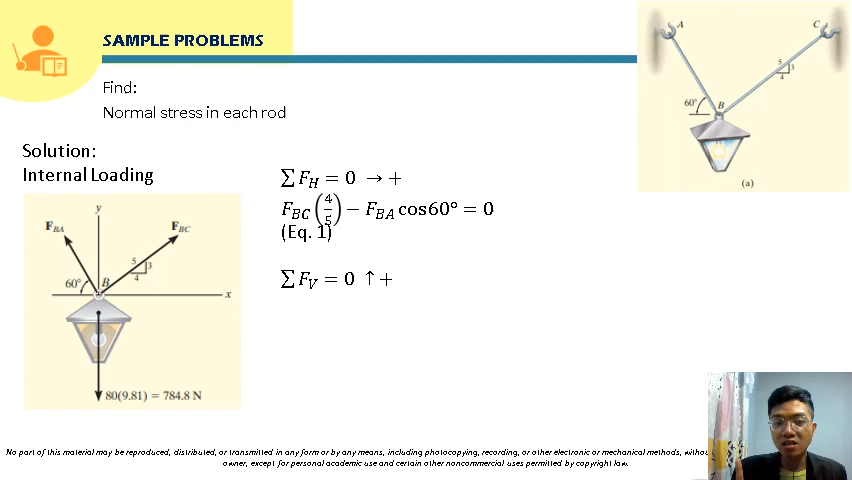 SAMPLE PROBLEMS
Find:
Normal stress in each rod
Solution:
Internal Loading
∑ F_H = 0 → +
F_BC (4/5) − F_BA cos60° = 0
(Eq. 1)
∑ F_V = 0 ↑ +
y
F_BA
F_BC
5
3
4
60°
B
x
80(9.81) = 784.8 N
A
C
5
3
4
60°
B
(a)
No part of this material may be reproduced, distributed, or transmitted in any form or by any means, including photocopying, recording, or other electronic or mechanical methods,
owner, except for personal academic use and certain other noncommercial uses permitted by copyright law.